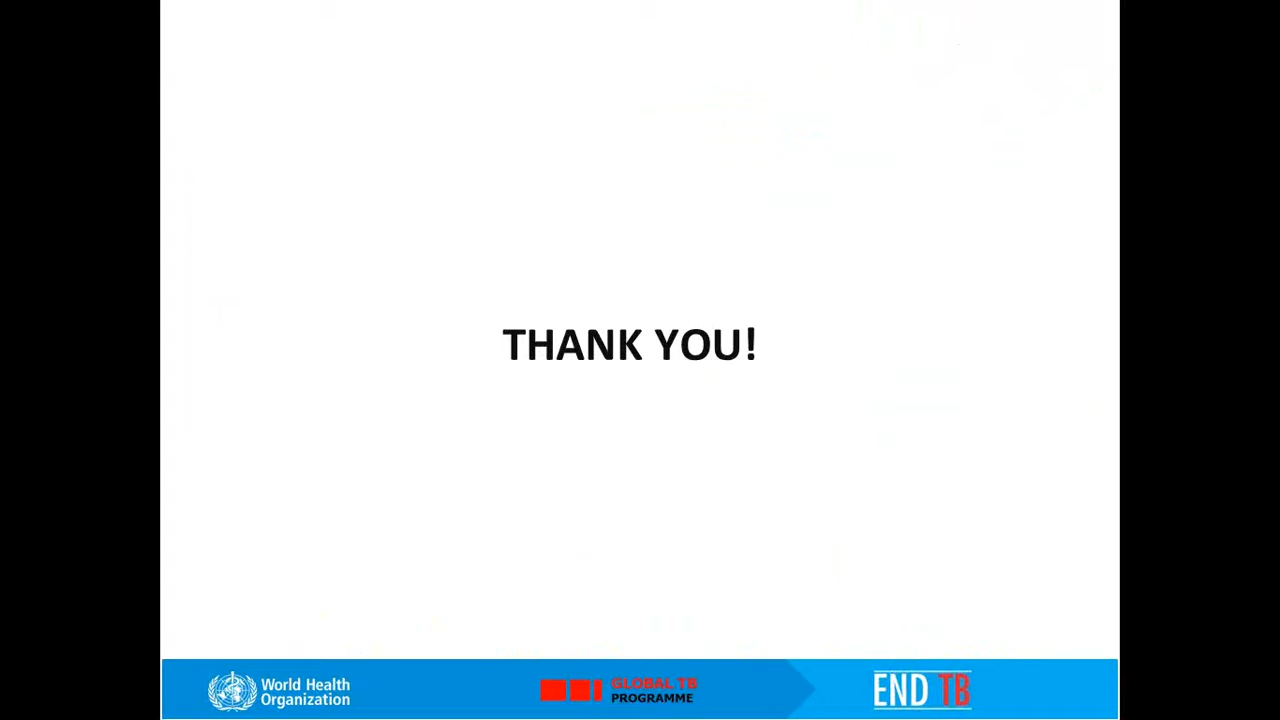 THANK YOU!
World Health
Organization
GLOBAL TB
PROGRAMME
END TB